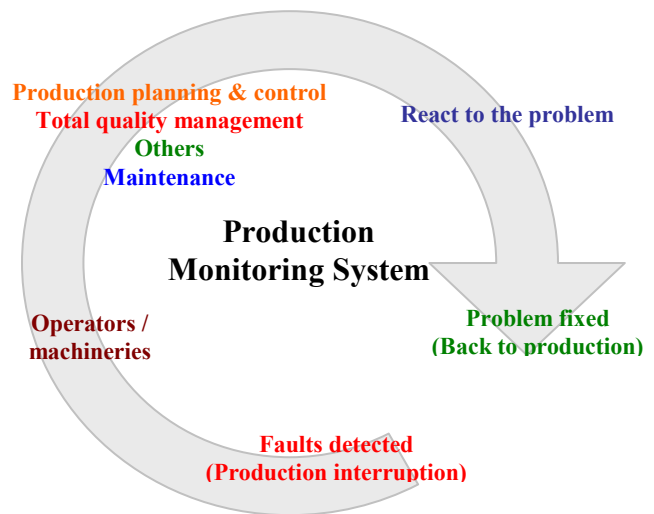 Production planning & control
Total quality management
Others
Maintenance
React to the problem
Production
Monitoring System
Operators /
machineries
Problem fixed
(Back to production)
Faults detected
(Production interruption)